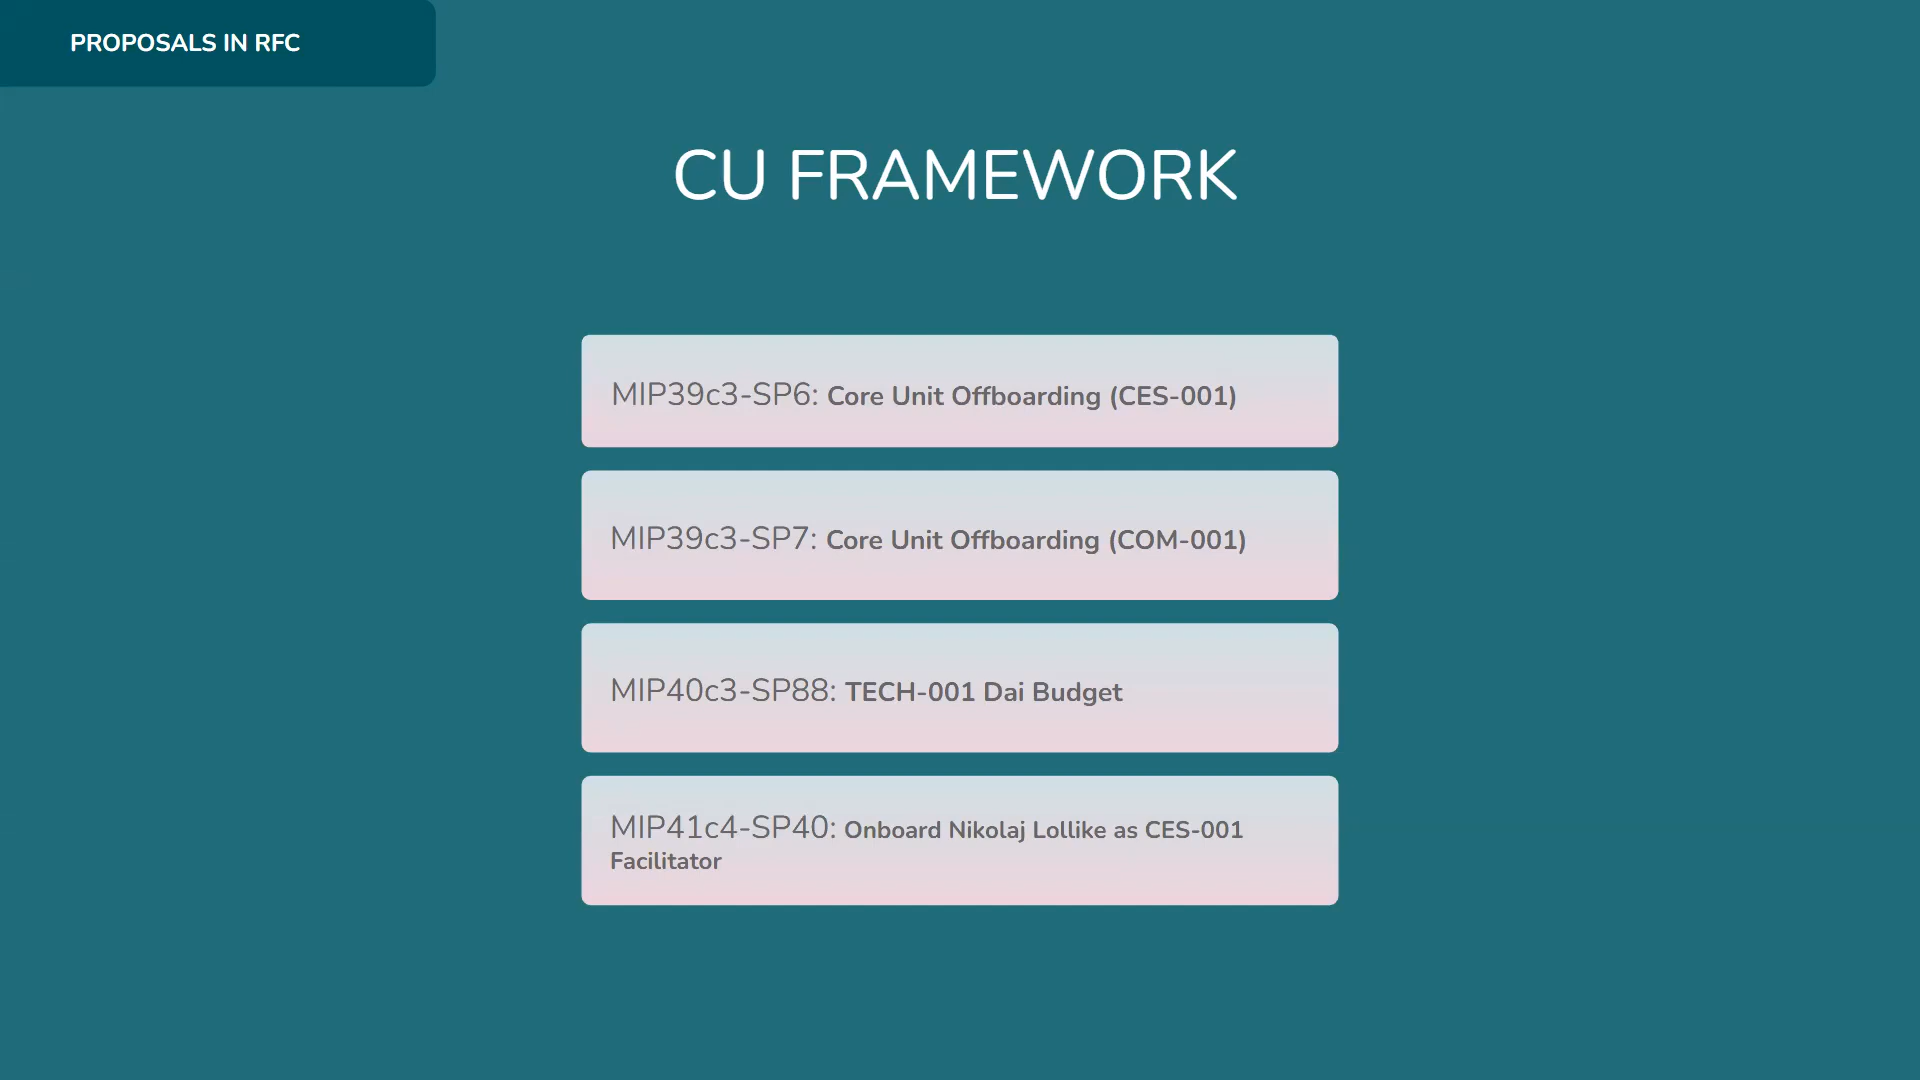 PROPOSALS IN RFC
CU FRAMEWORK
MIP39c3-SP6: Core Unit Offboarding (CES-001)
MIP39c3-SP7: Core Unit Offboarding (COM-001)
MIP40c3-SP88: TECH-001 Dai Budget
MIP41c4-SP40: Onboard Nikolaj Lollike as CES-001
Facilitator